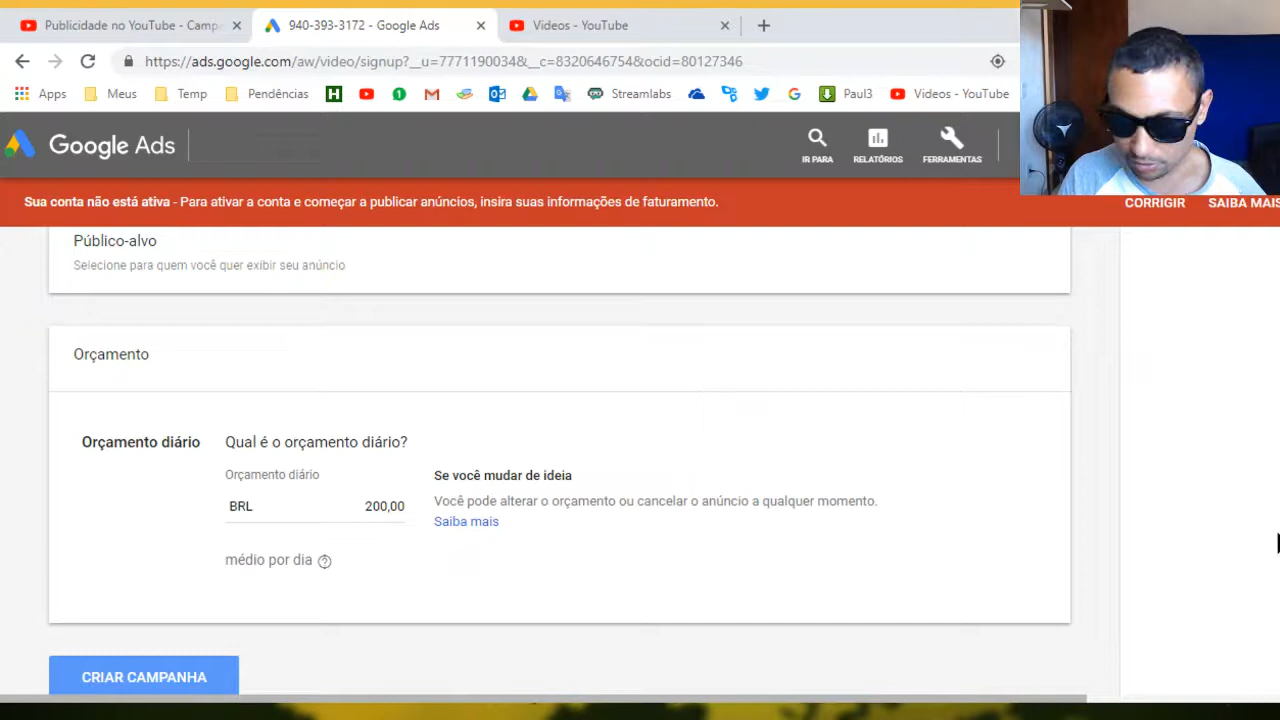 Publicidade no YouTube - Camp
940-393-3172 - Google Ads
Videos - YouTube
https://ads.google.com/aw/video/signup?__u=7771190034&__c=8320646754&ocid=80127346
Apps
Meus
Temp
Pendências
Streamlabs
Paul3
Videos - YouTube
Google Ads
IR PARA
RELATÓRIOS
FERRAMENTAS
Sua conta não está ativa - Para ativar a conta e começar a publicar anúncios, insira suas informações de faturamento.
CORRIGIR
SAIBA MAIS
Público-alvo
Selecione para quem você quer exibir seu anúncio
Orçamento
Orçamento diário
Qual é o orçamento diário?
Orçamento diário
BRL 200,00
médio por dia
Se você mudar de ideia
Você pode alterar o orçamento ou cancelar o anúncio a qualquer momento.
Saiba mais
CRIAR CAMPANHA